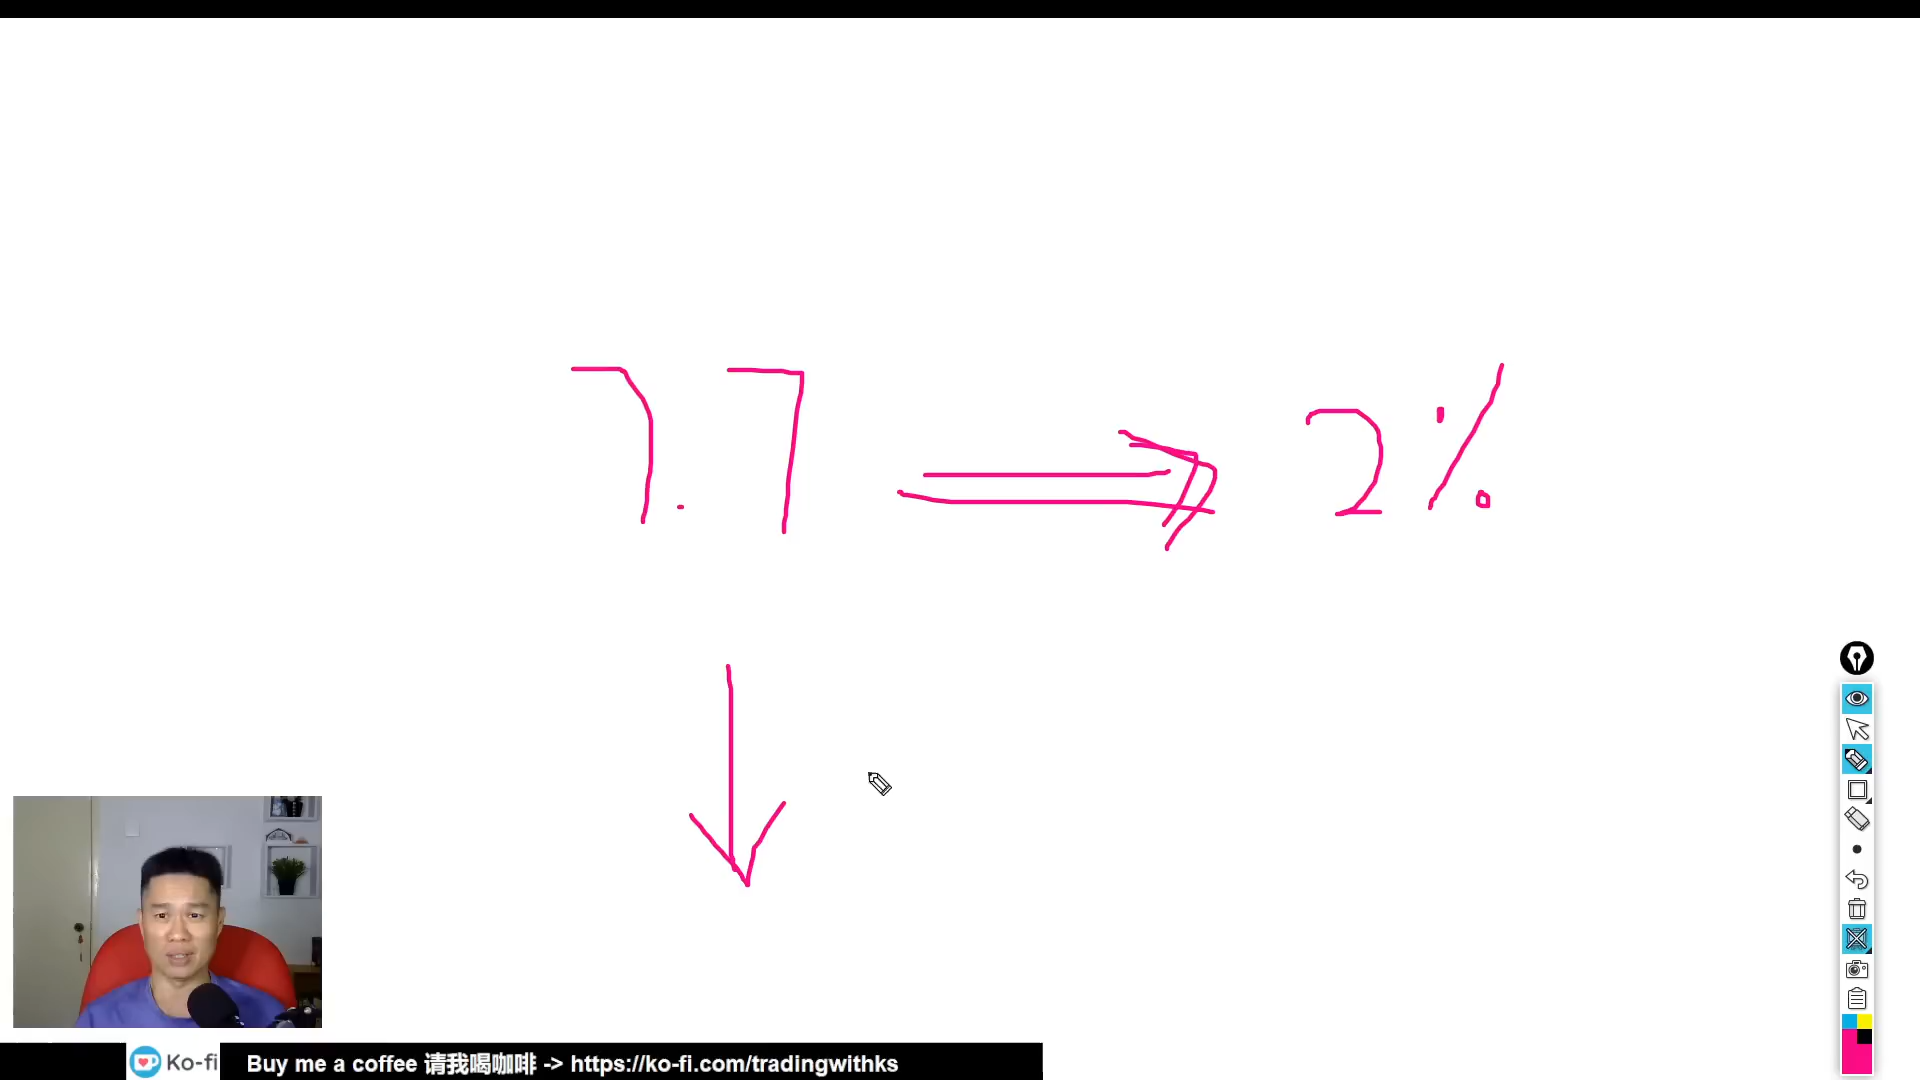 7.7 ⇒ 2%
Ko-fi Buy me a coffee 请我喝咖啡 -> https://ko-fi.com/tradingwithks